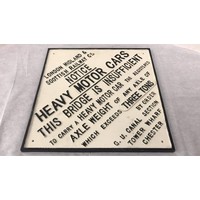 LONDON MIDLAND &
SCOTTISH RAILWAY CO.
NOTICE
HEAVY MOTOR CARS
THIS BRIDGE IS INSUFFICIENT
TO CARRY A HEAVY MOTOR CAR THE REGISTERED
AXLE WEIGHT OF ANY AXLE OF
WHICH EXCEEDS THREE TONS
BY ORDER
G. U. CANAL SECTION
TOWER WHARF
CHESTER